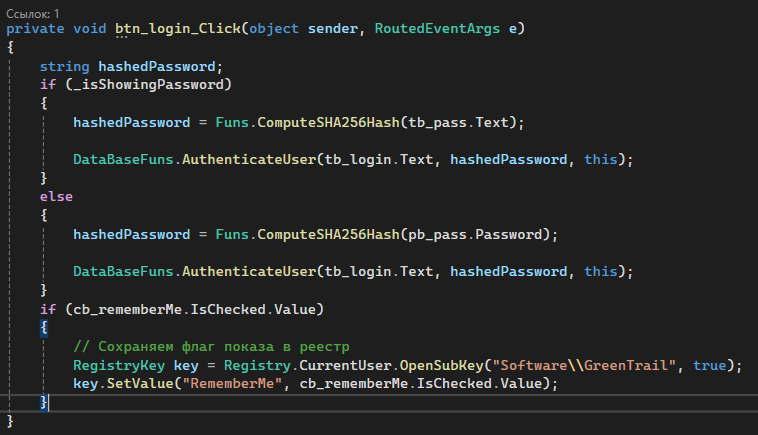 Ссылок: 1
private void btn_login_Click(object sender, RoutedEventArgs e)
{
    string hashedPassword;
    if (_isShowingPassword)
    {
        hashedPassword = Funs.ComputeSHA256Hash(tb_pass.Text);

        DataBaseFuns.AuthenticateUser(tb_login.Text, hashedPassword, this);
    }
    else
    {
        hashedPassword = Funs.ComputeSHA256Hash(pb_pass.Password);

        DataBaseFuns.AuthenticateUser(tb_login.Text, hashedPassword, this);
    }
    if (cb_rememberMe.IsChecked.Value)
    {
        // Сохраняем флаг показа в реестр
        RegistryKey key = Registry.CurrentUser.OpenSubKey("Software\\GreenTrail", true);
        key.SetValue("RememberMe", cb_rememberMe.IsChecked.Value);
    }
}